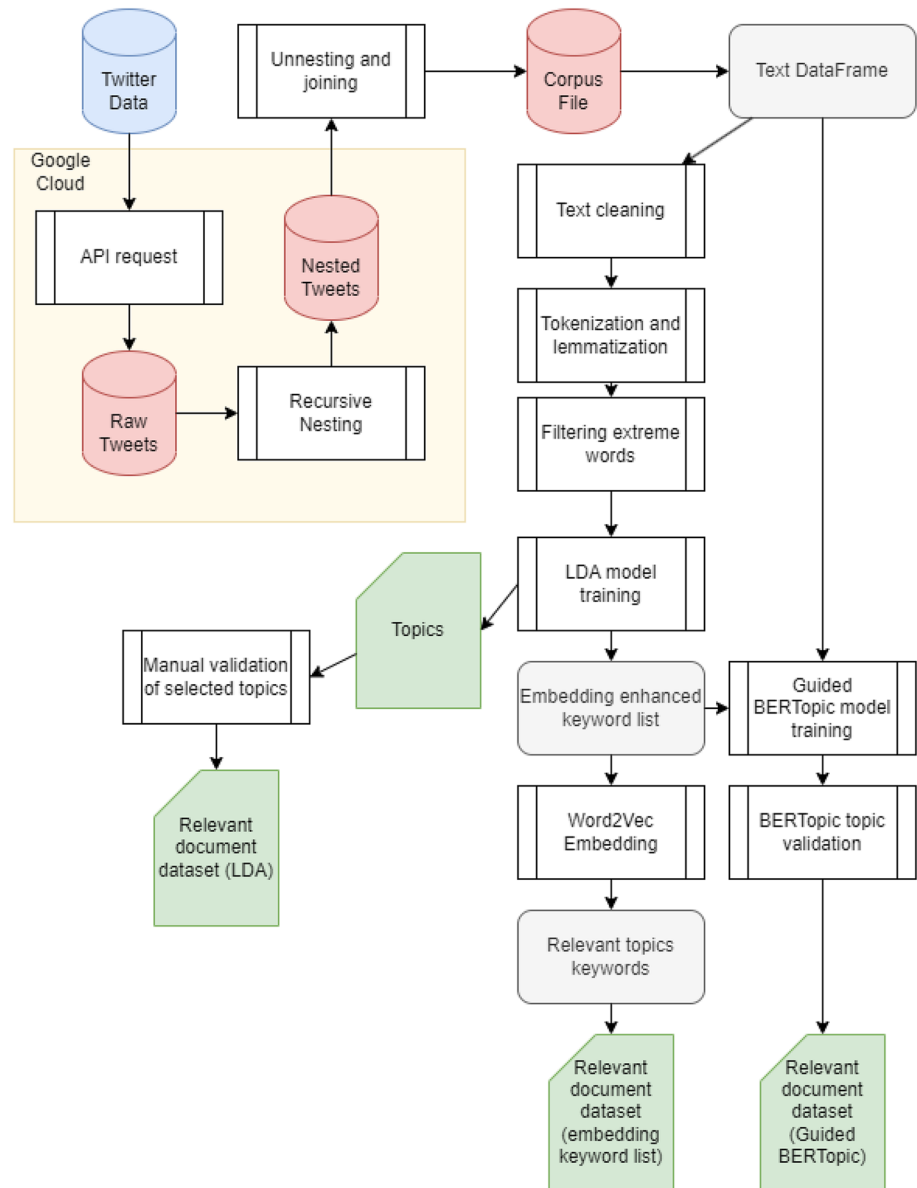 Twitter
Data
Unnesting and
joining
Corpus
File
Text DataFrame
Google
Cloud
API request
Nested
Tweets
Text cleaning
Raw
Tweets
Recursive
Nesting
Tokenization and
lemmatization
Filtering extreme
words
LDA model
training
Topics
Manual validation
of selected topics
Embedding enhanced
keyword list
Guided
BERTopic model
training
Relevant
document
dataset (LDA)
Word2Vec
Embedding
BERTopic topic
validation
Relevant topics
keywords
Relevant
document
dataset
(embedding
keyword list)
Relevant
document
dataset
(Guided
BERTopic)